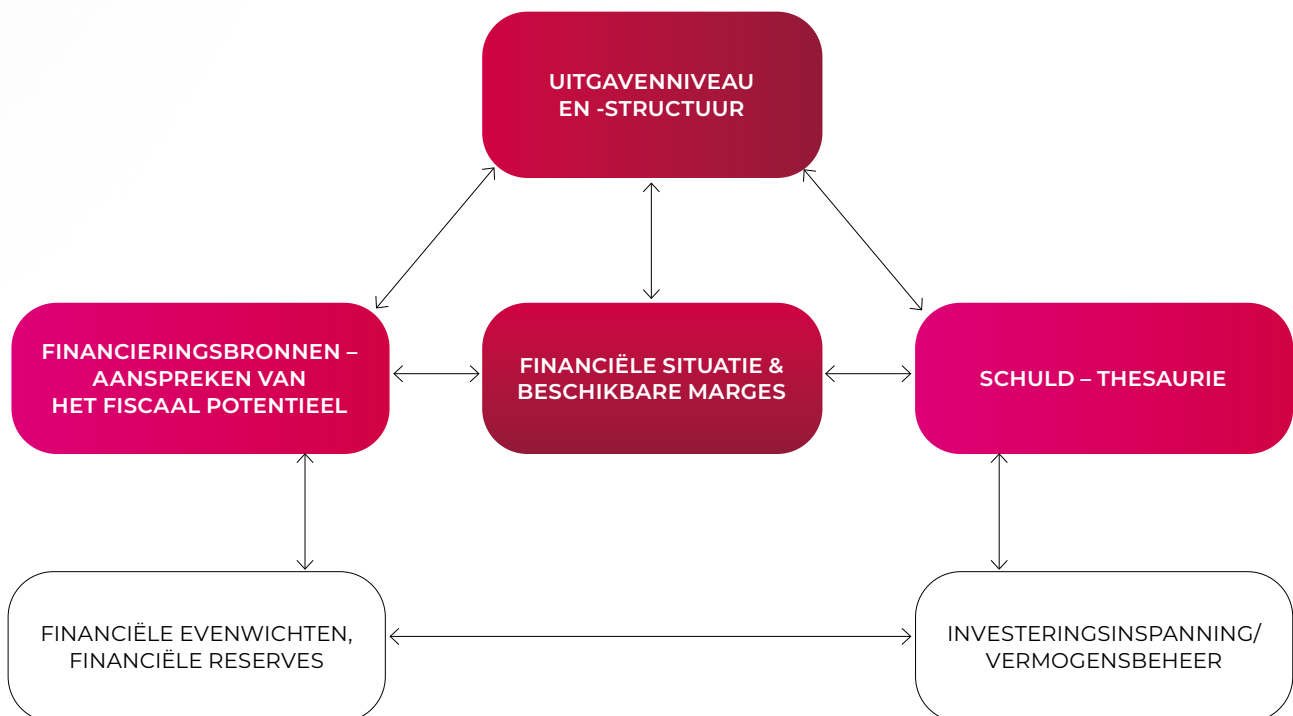 UITGAVENNIVEAU
EN -STRUCTUUR
FINANCIERINGSBRONNEN –
AANSPREKEN VAN
HET FISCAAL POTENTIEEL
FINANCIËLE SITUATIE &
BESCHIKBARE MARGES
SCHULD – THESAURIE
FINANCIËLE EVENWICHTEN,
FINANCIËLE RESERVES
INVESTERINGSINSPANNING/
VERMOGENSBEHEER